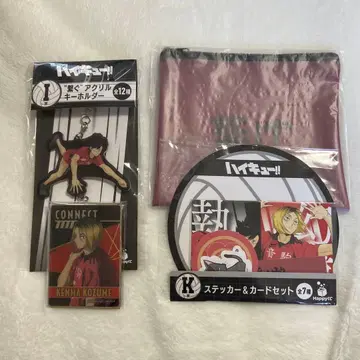 ハイキュー!!
I
"繋ぐ"アクリル
キーホルダー
全12種
CONNECT
KENMA KOZUME
ハイキュー!!
執
K
ステッカー&カードセット
全7種
Happyくじ